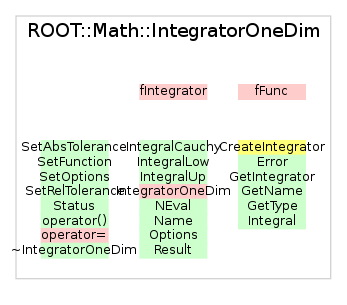 ROOT::Math::IntegratorOneDim
fIntegrator
fFunc
SetAbsTolerance
SetFunction
SetOptions
SetRelTolerance
Status
operator()
operator=
~IntegratorOneDim
IntegralCauchy
IntegralLow
IntegralUp
IntegratorOneDim
NEval
Name
Options
Result
CreateIntegrator
Error
GetIntegrator
GetName
GetType
Integral